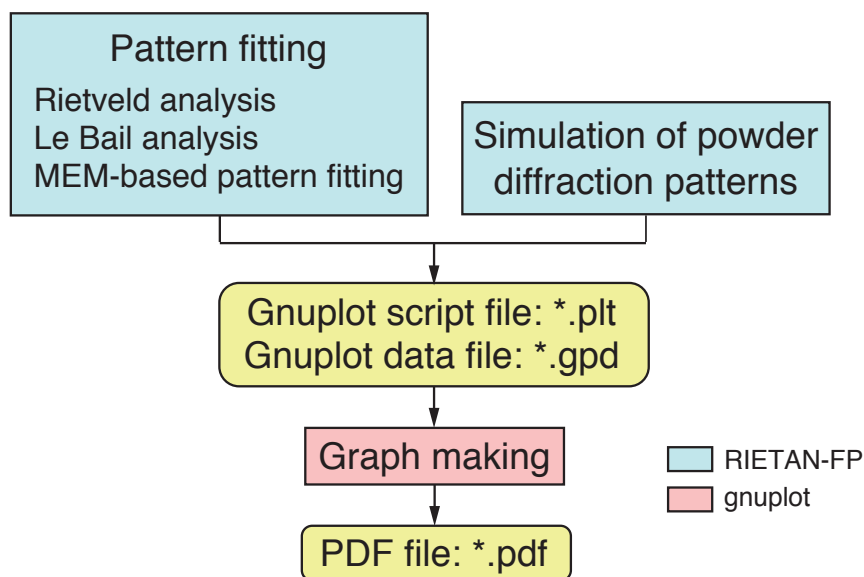 Pattern fitting
Rietveld analysis
Le Bail analysis
MEM-based pattern fitting
Simulation of powder
diffraction patterns
Gnuplot script file: *.plt
Gnuplot data file: *.gpd
Graph making
RIETAN-FP
gnuplot
PDF file: *.pdf